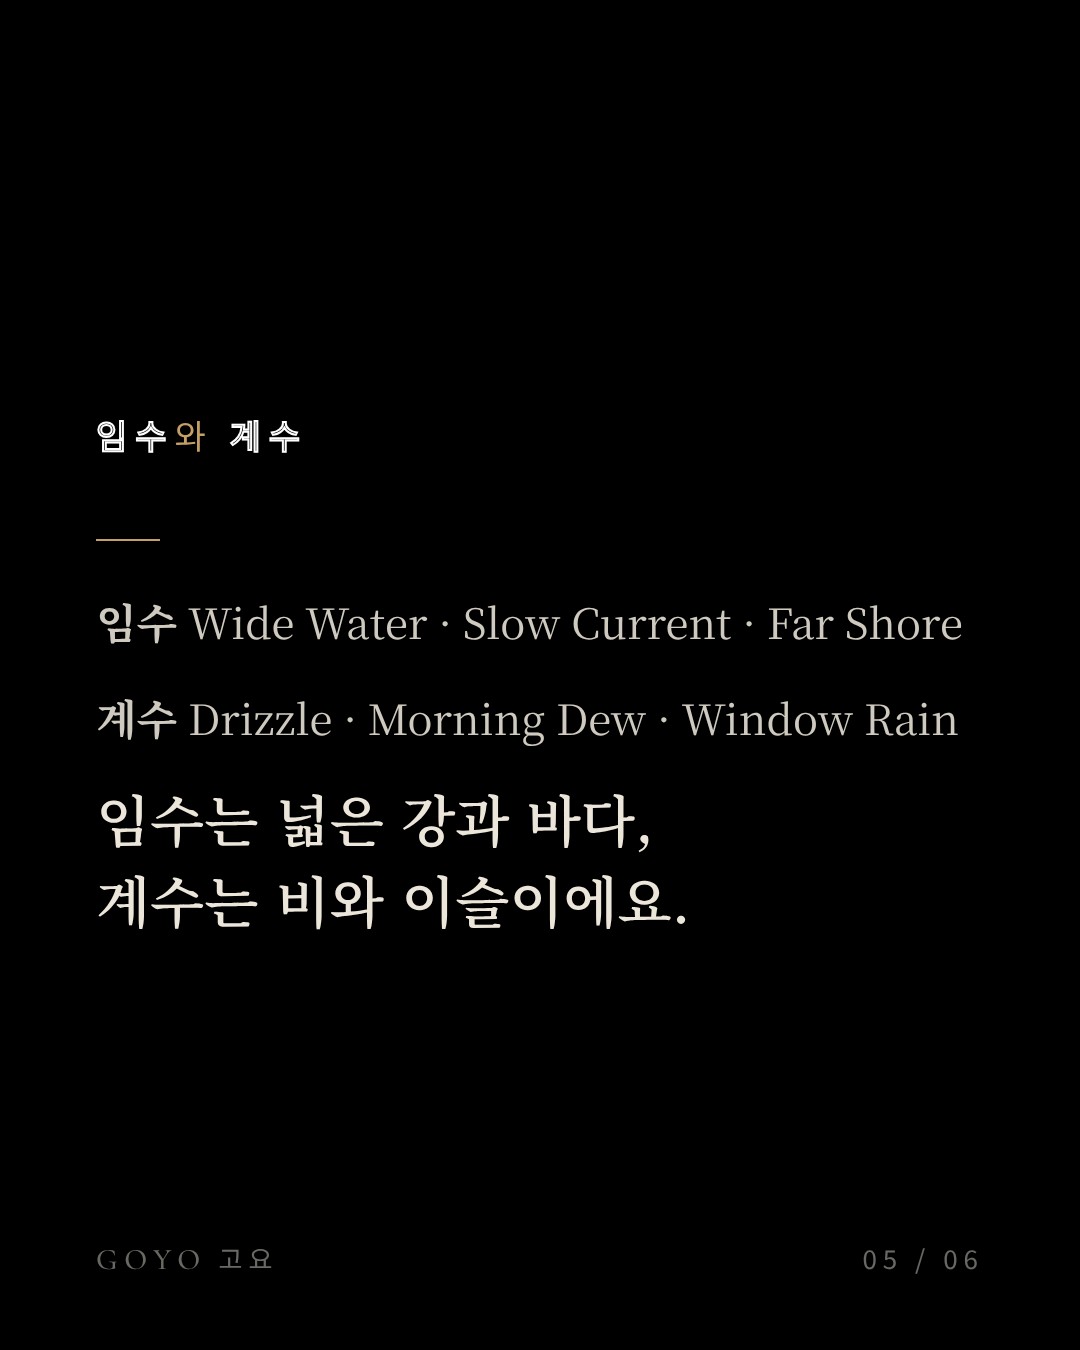 임수와 계수
임수 Wide Water · Slow Current · Far Shore
계수 Drizzle · Morning Dew · Window Rain
임수는 넓은 강과 바다,
계수는 비와 이슬이에요.
GOYO 고요
05 / 06